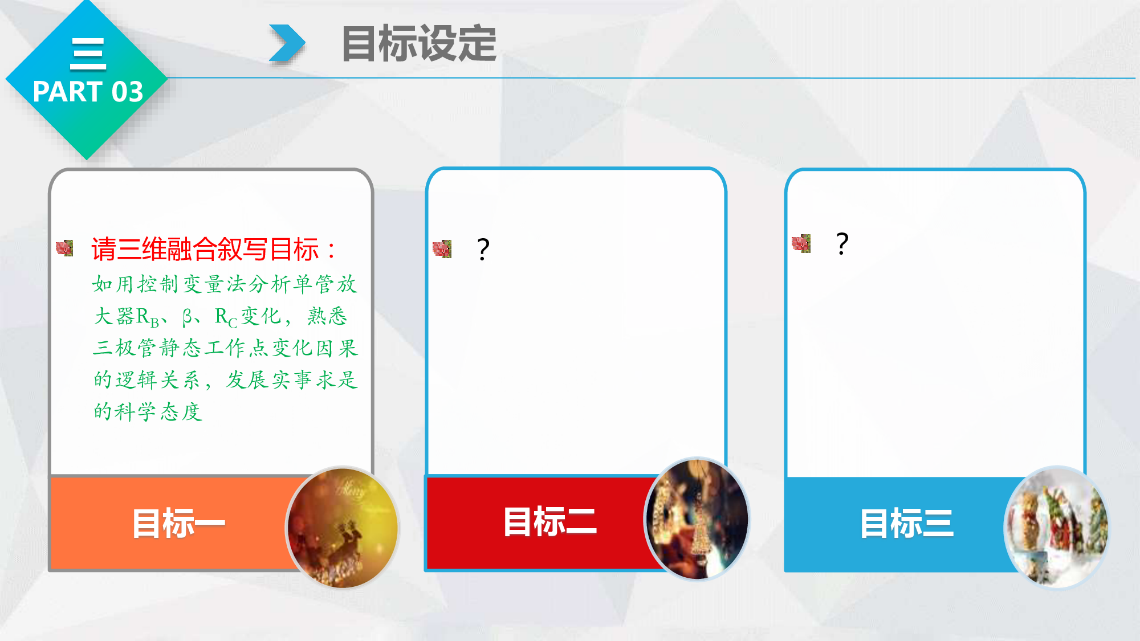 三
PART 03
目标设定
请三维融合叙写目标：
如用控制变量法分析单管放
大器RB、β、RC变化，熟悉
三极管静态工作点变化因果
的逻辑关系，发展实事求是
的科学态度
目标一
？
目标二
？
目标三
Merry